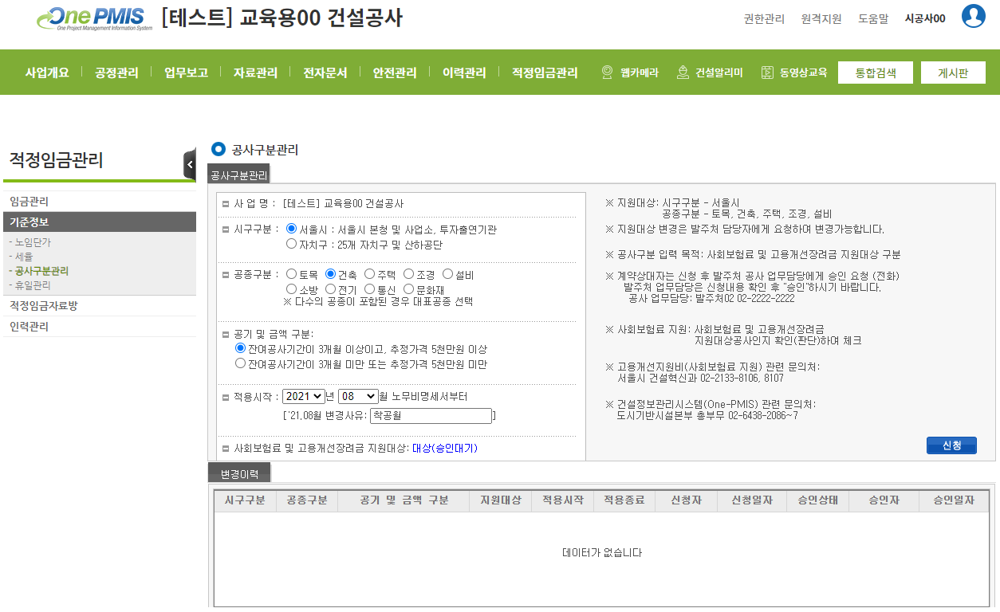 One PMIS
One Project Management Information System
[테스트] 교육용00 건설공사
권한관리 원격지원 도움말 시공사00
사업개요 공정관리 업무보고 자료관리 전자문서 안전관리 이력관리 적정임금관리 웹카메라 건설알리미 동영상교육 통합검색 게시판
적정임금관리
임금관리
기준정보
- 노임단가
- 세율
- 공사구분관리
- 휴일관리
적정임금자료방
인력관리
공사구분관리
공사구분관리
사 업 명 : [테스트] 교육용00 건설공사
시구구분 : 서울시 : 서울시 본청 및 사업소, 투자출연기관
자치구 : 25개 자치구 및 산하공단
공종구분 : 토목 건축 주택 조경 설비
소방 전기 통신 문화재
※ 다수의 공종이 포함된 경우 대표공종 선택
공기 및 금액 구분:
잔여공사기간이 3개월 이상이고, 추정가격 5천만원 이상
잔여공사기간이 3개월 미만 또는 추정가격 5천만원 미만
적용시작 : 2021 년 08 월 노무비명세서부터
['21.08월 변경사유: 착공월]
사회보험료 및 고용개선장려금 지원대상: 대상(승인대기)
※ 지원대상: 시구구분 - 서울시
공종구분 - 토목, 건축, 주택, 조경, 설비
※ 지원대상 변경은 발주처 담당자에게 요청하여 변경가능합니다.
※ 공사구분 입력 목적: 사회보험료 및 고용개선장려금 지원대상 구분
※ 계약상대자는 신청 후 발주처 공사 업무담당에게 승인 요청 (전화)
발주처 업무담당은 신청내용 확인 후 "승인"하시기 바랍니다.
공사 업무담당: 발주처02 02-2222-2222
※ 사회보험료 지원: 사회보험료 및 고용개선장려금
지원대상공사인지 확인(판단)하여 체크
※ 고용개선지원비(사회보험료 지원) 관련 문의처:
서울시 건설혁신과 02-2133-8106, 8107
※ 건설정보관리시스템(One-PMIS) 관련 문의처:
도시기반시설본부 총무부 02-6438-2086~7
신청
변경이력
시구구분 공종구분 공기 및 금액 구분 지원대상 적용시작 적용종료 신청자 신청일자 승인상태 승인자 승인일자
데이터가 없습니다